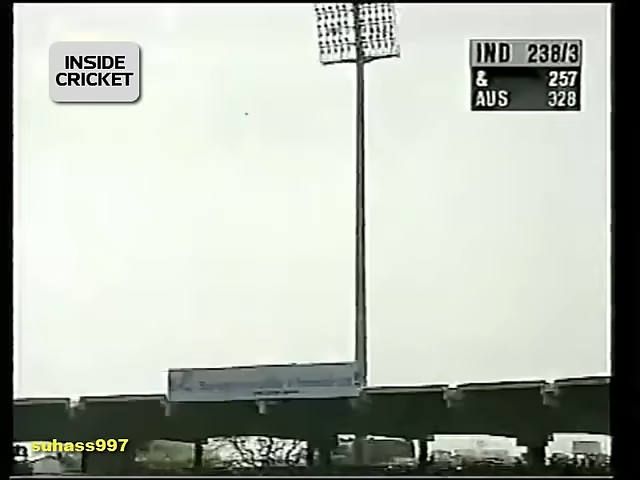 INSIDE
CRICKET
IND 238/3
& 257
AUS 328
suhass997